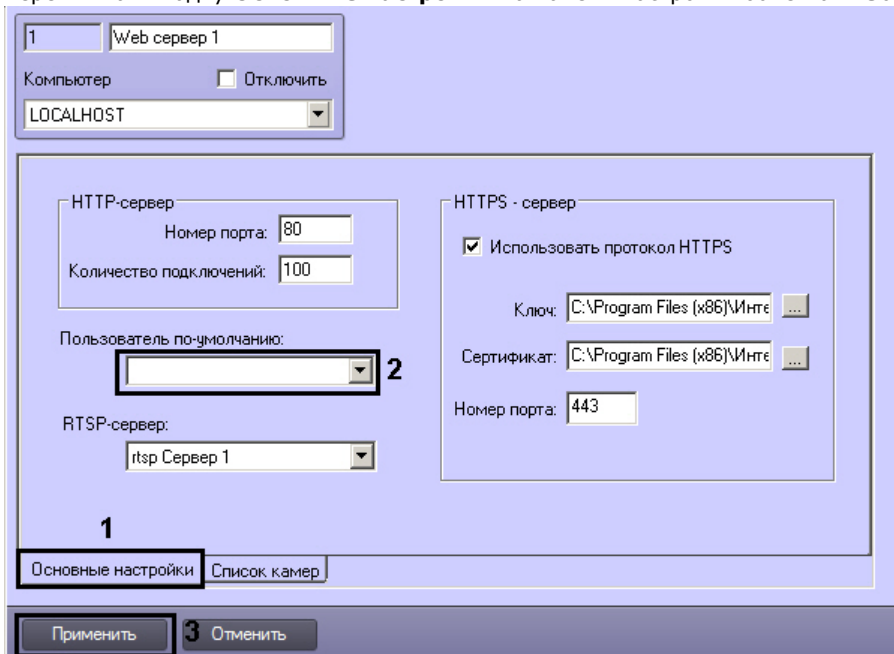 1 Web сервер 1
Компьютер Отключить
LOCALHOST
HTTP-сервер
Номер порта: 80
Количество подключений: 100
Пользователь по-умолчанию:
2
RTSP-сервер:
rtsp Сервер 1
HTTPS - сервер
Использовать протокол HTTPS
Ключ: C:\Program Files (x86)\Инте ...
Сертификат: C:\Program Files (x86)\Инте ...
Номер порта: 443
1
Основные настройки Список камер
Применить 3 Отменить